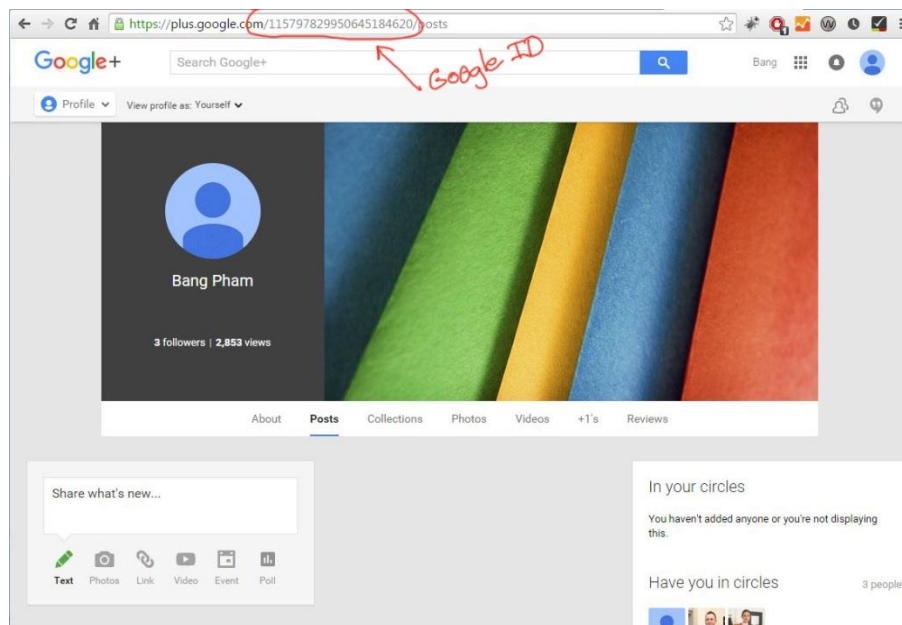 https://plus.google.com/115797829950645184620/posts
Google ID
Google+
Search Google+
Bang
Profile
View profile as: Yourself
Bang Pham
3 followers | 2,853 views
About Posts Collections Photos Videos +1's Reviews
Share what's new...
Text Photos Link Video Event Poll
In your circles
You haven't added anyone or you're not displaying
this.
Have you in circles
3 people